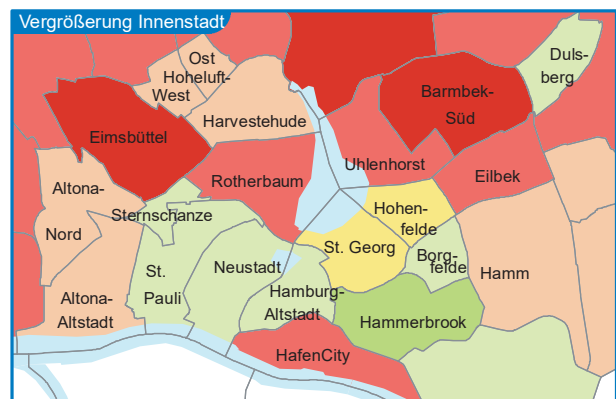 Vergrößerung Innenstadt
Ost
Hoheluft-
West
Harvestehude
Duls-
berg
Barmbek-
Süd
Eimsbüttel
Uhlenhorst
Eilbek
Rotherbaum
Altona-
Nord
Sternschanze
Hohen-
felde
St. Georg
Borg-
felde
Hamm
St.
Pauli
Neustadt
Hamburg-
Altstadt
Altona-
Altstadt
Hammerbrook
HafenCity